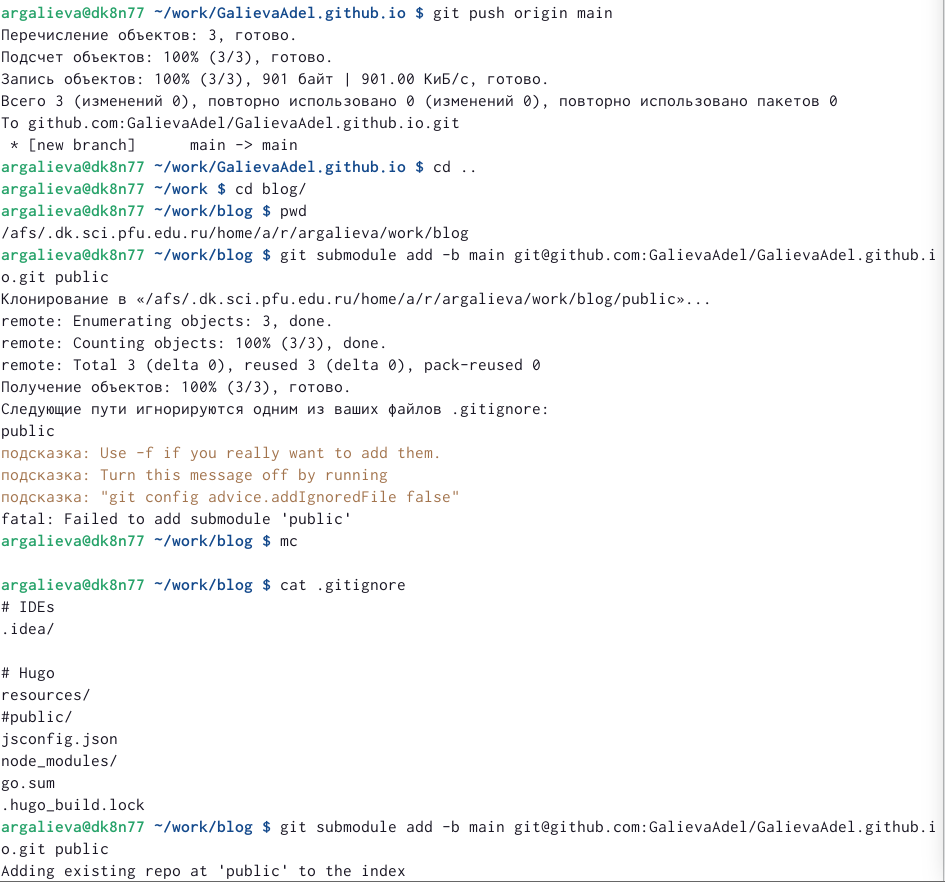 argalieva@dk8n77 ~/work/GalievaAdel.github.io $ git push origin main
Перечисление объектов: 3, готово.
Подсчет объектов: 100% (3/3), готово.
Запись объектов: 100% (3/3), 901 байт | 901.00 КиБ/с, готово.
Всего 3 (изменений 0), повторно использовано 0 (изменений 0), повторно использовано пакетов 0
To github.com:GalievaAdel/GalievaAdel.github.io.git
 * [new branch]      main -> main
argalieva@dk8n77 ~/work/GalievaAdel.github.io $ cd ..
argalieva@dk8n77 ~/work $ cd blog/
argalieva@dk8n77 ~/work/blog $ pwd
/afs/.dk.sci.pfu.edu.ru/home/a/r/argalieva/work/blog
argalieva@dk8n77 ~/work/blog $ git submodule add -b main git@github.com:GalievaAdel/GalievaAdel.github.i
o.git public
Клонирование в «/afs/.dk.sci.pfu.edu.ru/home/a/r/argalieva/work/blog/public»...
remote: Enumerating objects: 3, done.
remote: Counting objects: 100% (3/3), done.
remote: Total 3 (delta 0), reused 3 (delta 0), pack-reused 0
Получение объектов: 100% (3/3), готово.
Следующие пути игнорируются одним из ваших файлов .gitignore:
public
подсказка: Use -f if you really want to add them.
подсказка: Turn this message off by running
подсказка: "git config advice.addIgnoredFile false"
fatal: Failed to add submodule 'public'
argalieva@dk8n77 ~/work/blog $ mc
argalieva@dk8n77 ~/work/blog $ cat .gitignore
# IDEs
.idea/
# Hugo
resources/
#public/
jsconfig.json
node_modules/
go.sum
.hugo_build.lock
argalieva@dk8n77 ~/work/blog $ git submodule add -b main git@github.com:GalievaAdel/GalievaAdel.github.i
o.git public
Adding existing repo at 'public' to the index